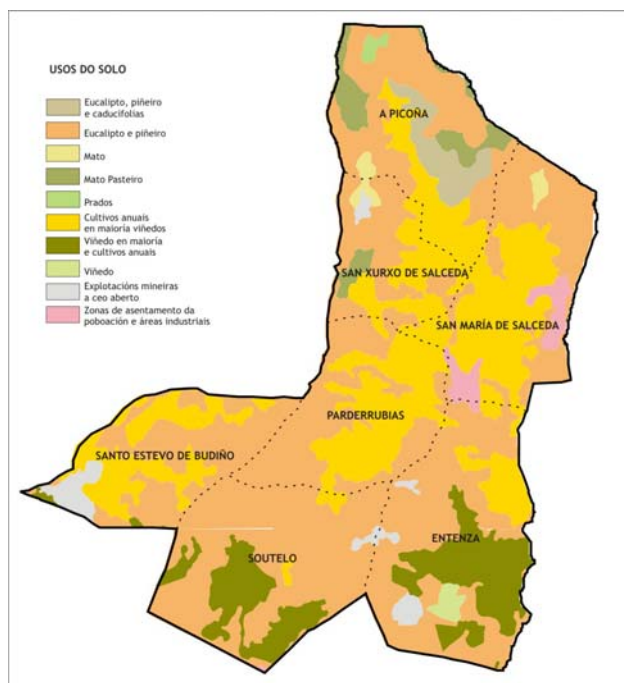 USOS DO SOLO
Eucalipto, piñeiro
e caducifolias
Eucalipto e piñeiro
Mato
Mato Pasteiro
Prados
Cultivos anuais
en maioría viñedos
Viñedo en maioría
e cultivos anuais
Viñedo
Explotacións mineiras
a ceo aberto
Zonas de asentamento da
poboación e áreas industriais
A PICOÑA
SAN XURXO DE SALCEDA
SAN MARÍA DE SALCEDA
PARDERRUBIAS
SANTO ESTEVO DE BUDIÑO
ENTENZA
SOUTELO